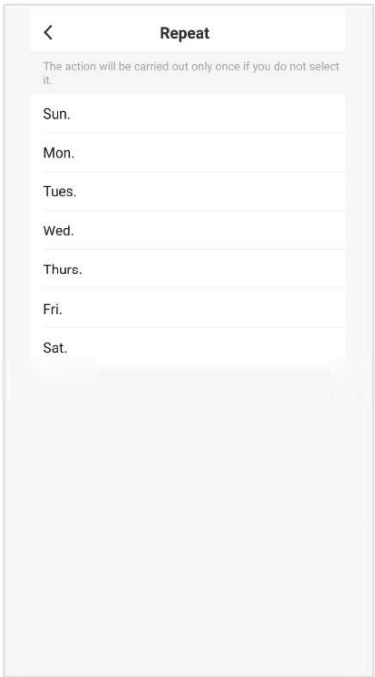 Repeat
The action will be carried out only once if you do not select
it.
Sun.
Mon.
Tues.
Wed.
Thurs.
Fri.
Sat.